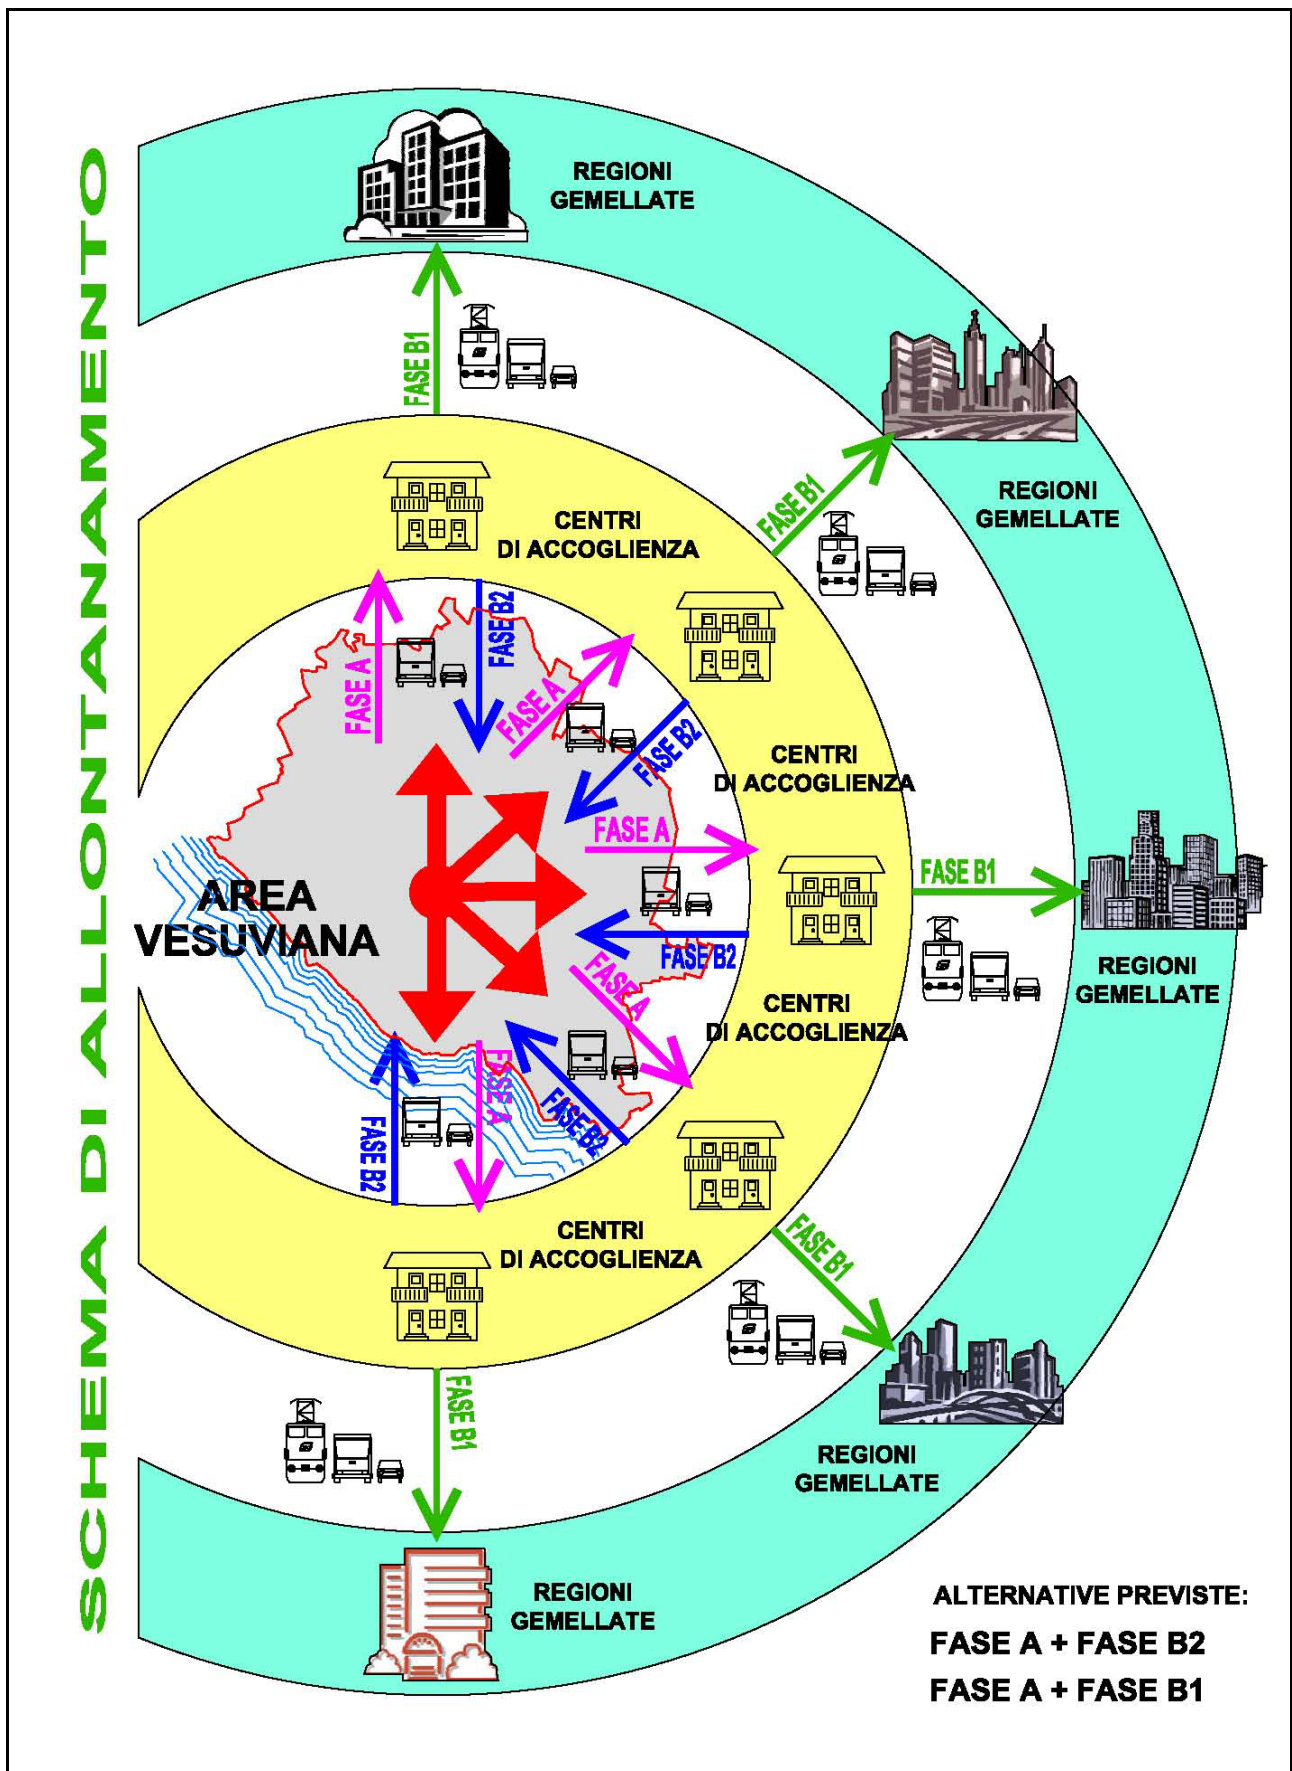 SCHEMA DI ALLONTANAMENTO
REGIONI
GEMELLATE
FASE B1
REGIONI
GEMELLATE
FASE B1
CENTRI
DI ACCOGLIENZA
FASE A
FASE B2
FASE A
FASE B2
CENTRI
DI ACCOGLIENZA
FASE A
FASE B1
AREA
VESUVIANA
FASE B2
REGIONI
GEMELLATE
FASE A
CENTRI
DI ACCOGLIENZA
FASE A
FASE B2
FASE B2
CENTRI
DI ACCOGLIENZA
FASE B1
FASE B1
REGIONI
GEMELLATE
REGIONI
GEMELLATE
ALTERNATIVE PREVISTE:
FASE A + FASE B2
FASE A + FASE B1